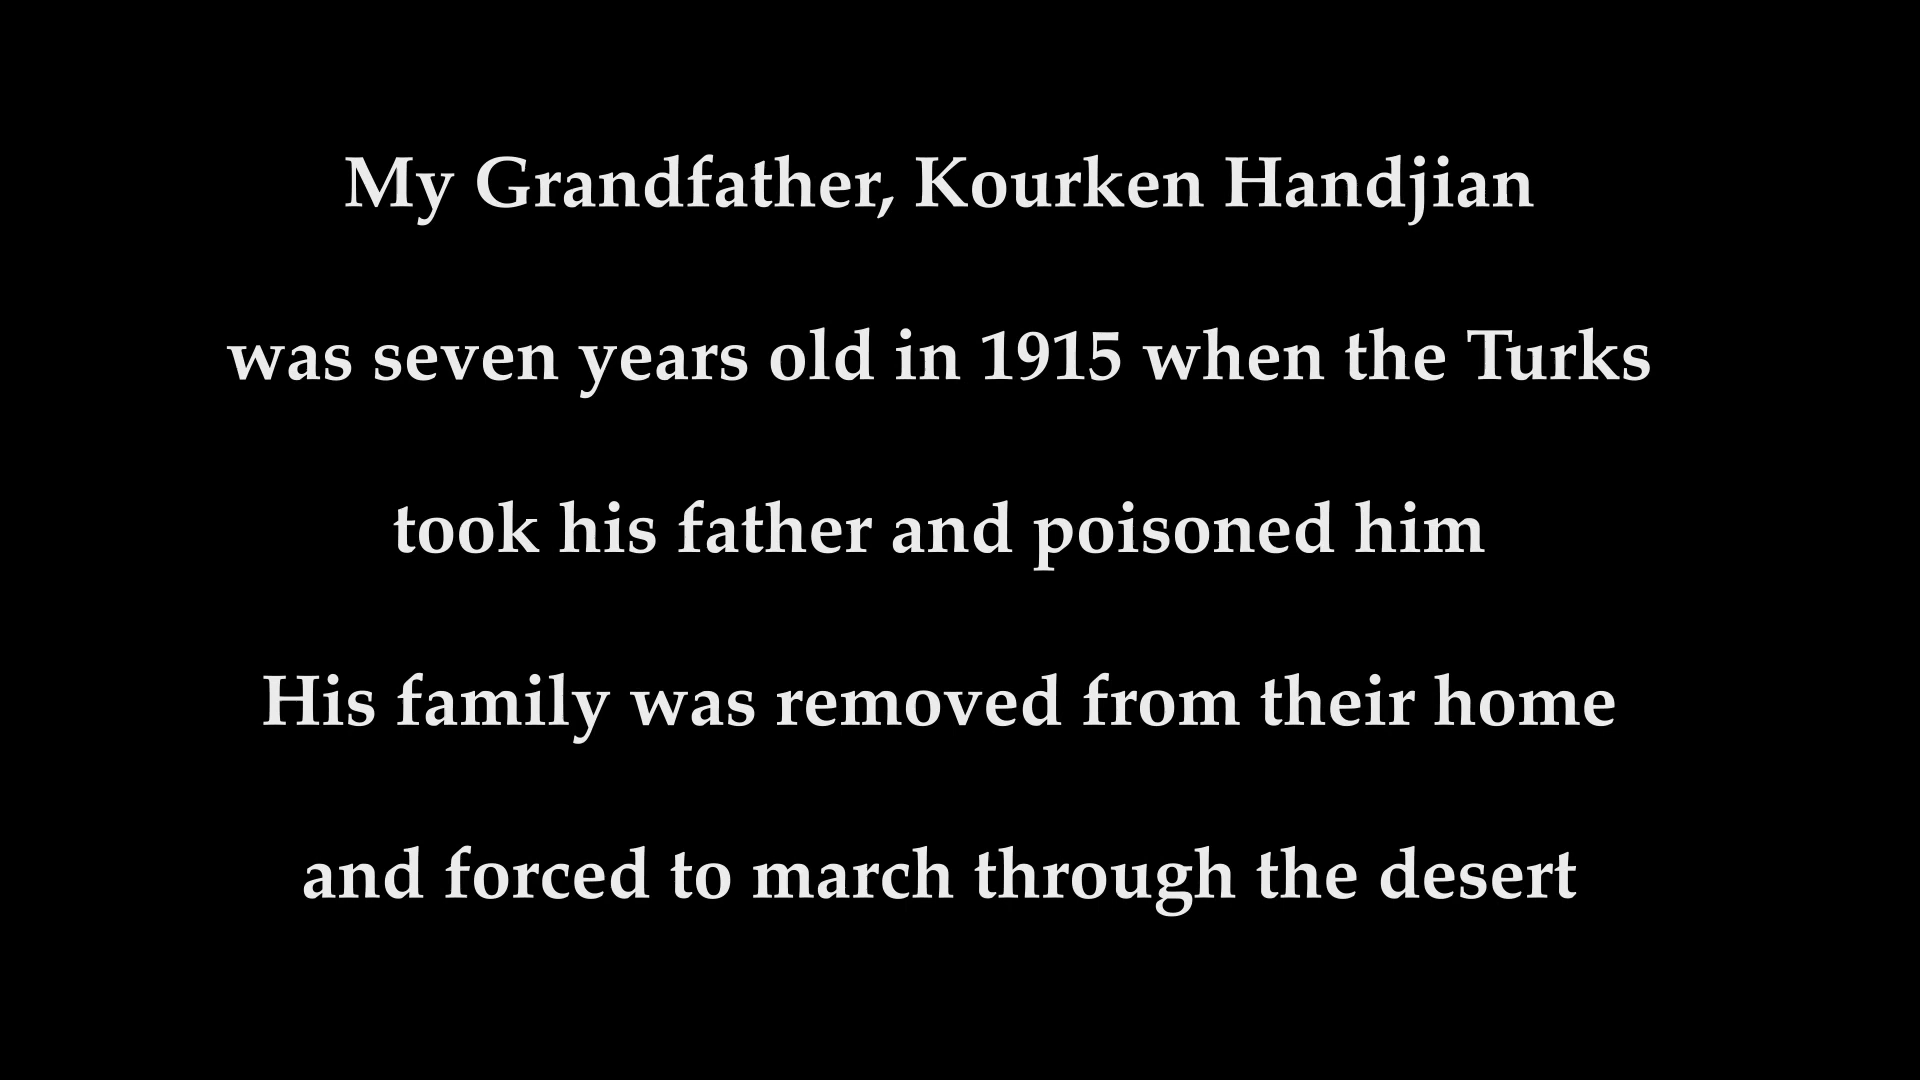 My Grandfather, Kourken Handjian
was seven years old in 1915 when the Turks
took his father and poisoned him
His family was removed from their home
and forced to march through the desert